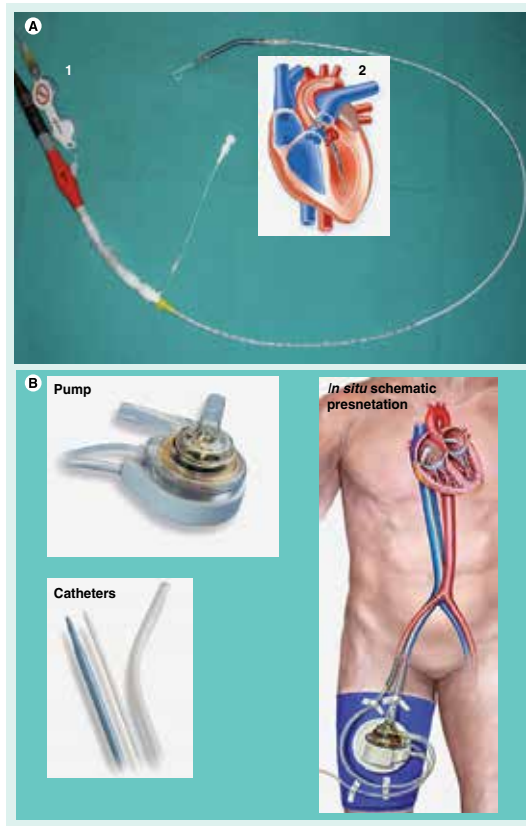 A
1
2
B
Pump
In situ schematic
presnetation
Catheters